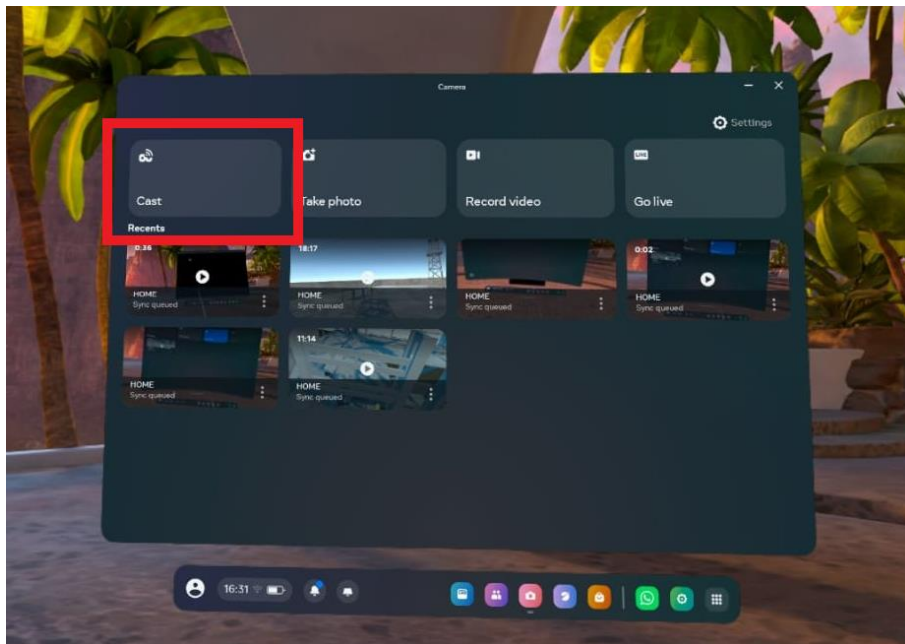 Camera
Settings
Cast
Take photo
Record video
LIVE
Go live
Recents
0:36
18:17
0:02
HOME
Sync queued
HOME
Sync queued
HOME
Sync queued
HOME
Sync queued
11:14
HOME
Sync queued
HOME
Sync queued
16:31